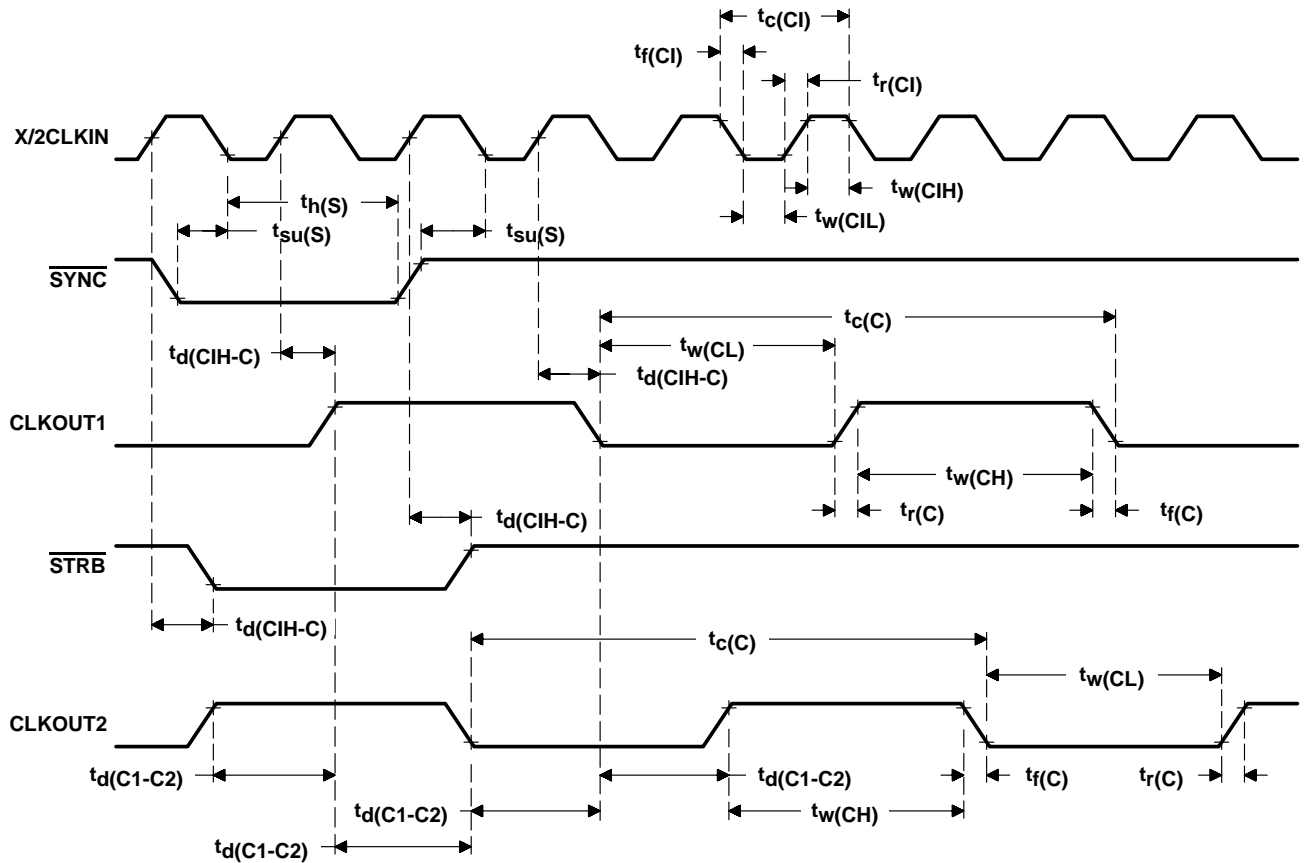 tc(CI)
tf(CI)
tr(CI)
X/2CLKIN
tw(CIH)
th(S)
tw(CIL)
tsu(S)
tsu(S)
SYNC
tc(C)
td(CIH-C)
tw(CL)
td(CIH-C)
CLKOUT1
tw(CH)
tr(C)
tf(C)
td(CIH-C)
STRB
td(CIH-C)
tc(C)
tw(CL)
CLKOUT2
td(C1-C2)
td(C1-C2)
tf(C)
tr(C)
td(C1-C2)
tw(CH)
td(C1-C2)